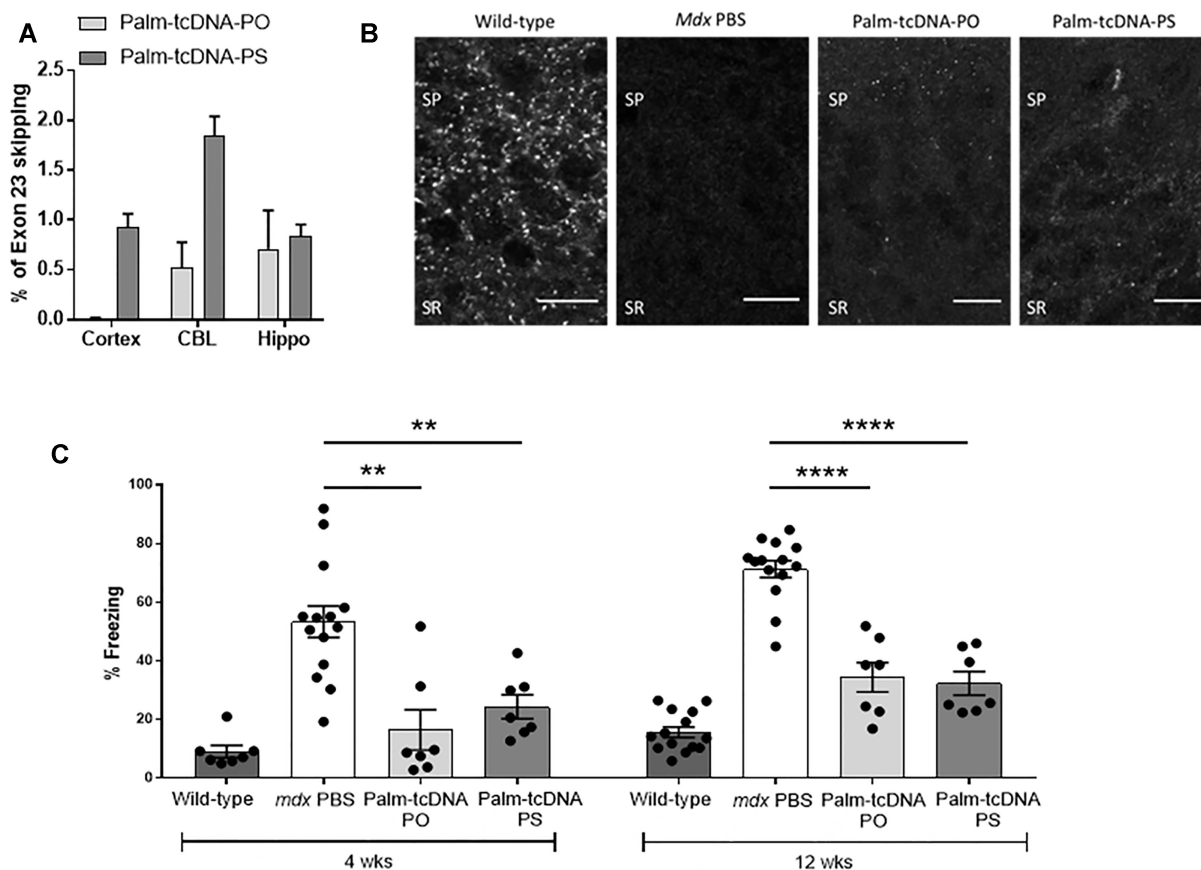 A
Palm-tcDNA-PO
Palm-tcDNA-PS
% of Exon 23 skipping
2.5
2.0
1.5
1.0
0.5
0.0
Cortex CBL Hippo
B
Wild-type Mdx PBS Palm-tcDNA-PO Palm-tcDNA-PS
SP SP SP SP
SR SR SR SR
C
** ****
** ****
% Freezing
100
80
60
40
20
0
Wild-type mdx PBS Palm-tcDNA PO Palm-tcDNA PS Wild-type mdx PBS Palm-tcDNA PO Palm-tcDNA PS
4 wks 12 wks